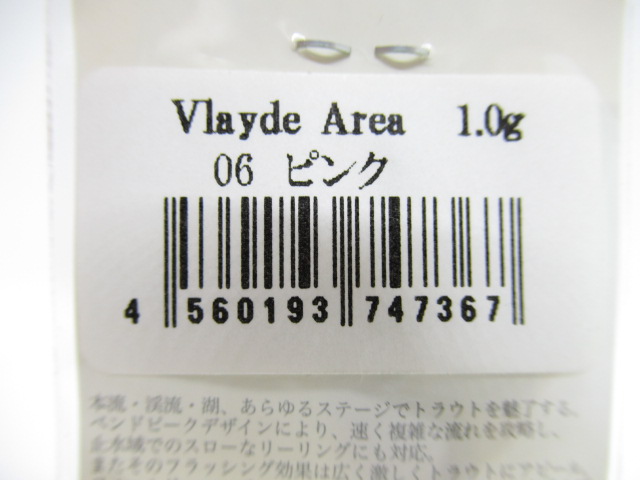 Vlayde Area 1.0g
06 ピンク
4 560193 747367
本流・渓流・湖、あらゆるステージでトラウトを魅了する。
ベンドピークデザインにより、速く複雑な流れを攻略し、
止水域でのスローなリーリングにも対応。
またそのフラッシング効果は広く激しくトラウトにアピール